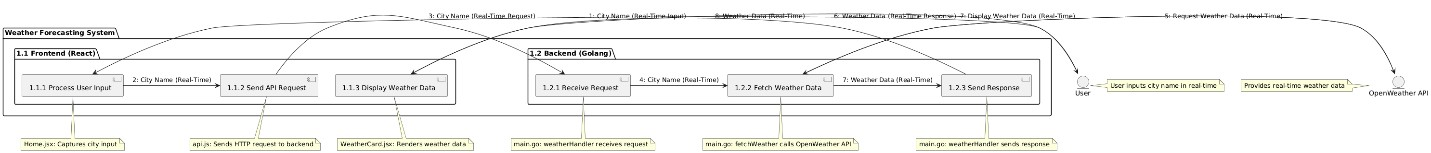 3: City Name (Real-Time Request)
1: City Name (Real-Time Input)
8: Weather Data (Real-Time)
6: Weather Data (Real-Time Response)
7: Display Weather Data (Real-Time)
5: Request Weather Data (Real-Time)
Weather Forecasting System
1.1 Frontend (React)
1.2 Backend (Golang)
1.1.1 Process User Input
2: City Name (Real-Time)
1.1.2 Send API Request
1.1.3 Display Weather Data
1.2.1 Receive Request
4: City Name (Real-Time)
1.2.2 Fetch Weather Data
7: Weather Data (Real-Time)
1.2.3 Send Response
User
User inputs city name in real-time
Provides real-time weather data
OpenWeather API
Home.jsx: Captures city input
api.js: Sends HTTP request to backend
WeatherCard.jsx: Renders weather data
main.go: weatherHandler receives request
main.go: fetchWeather calls OpenWeather API
main.go: weatherHandler sends response